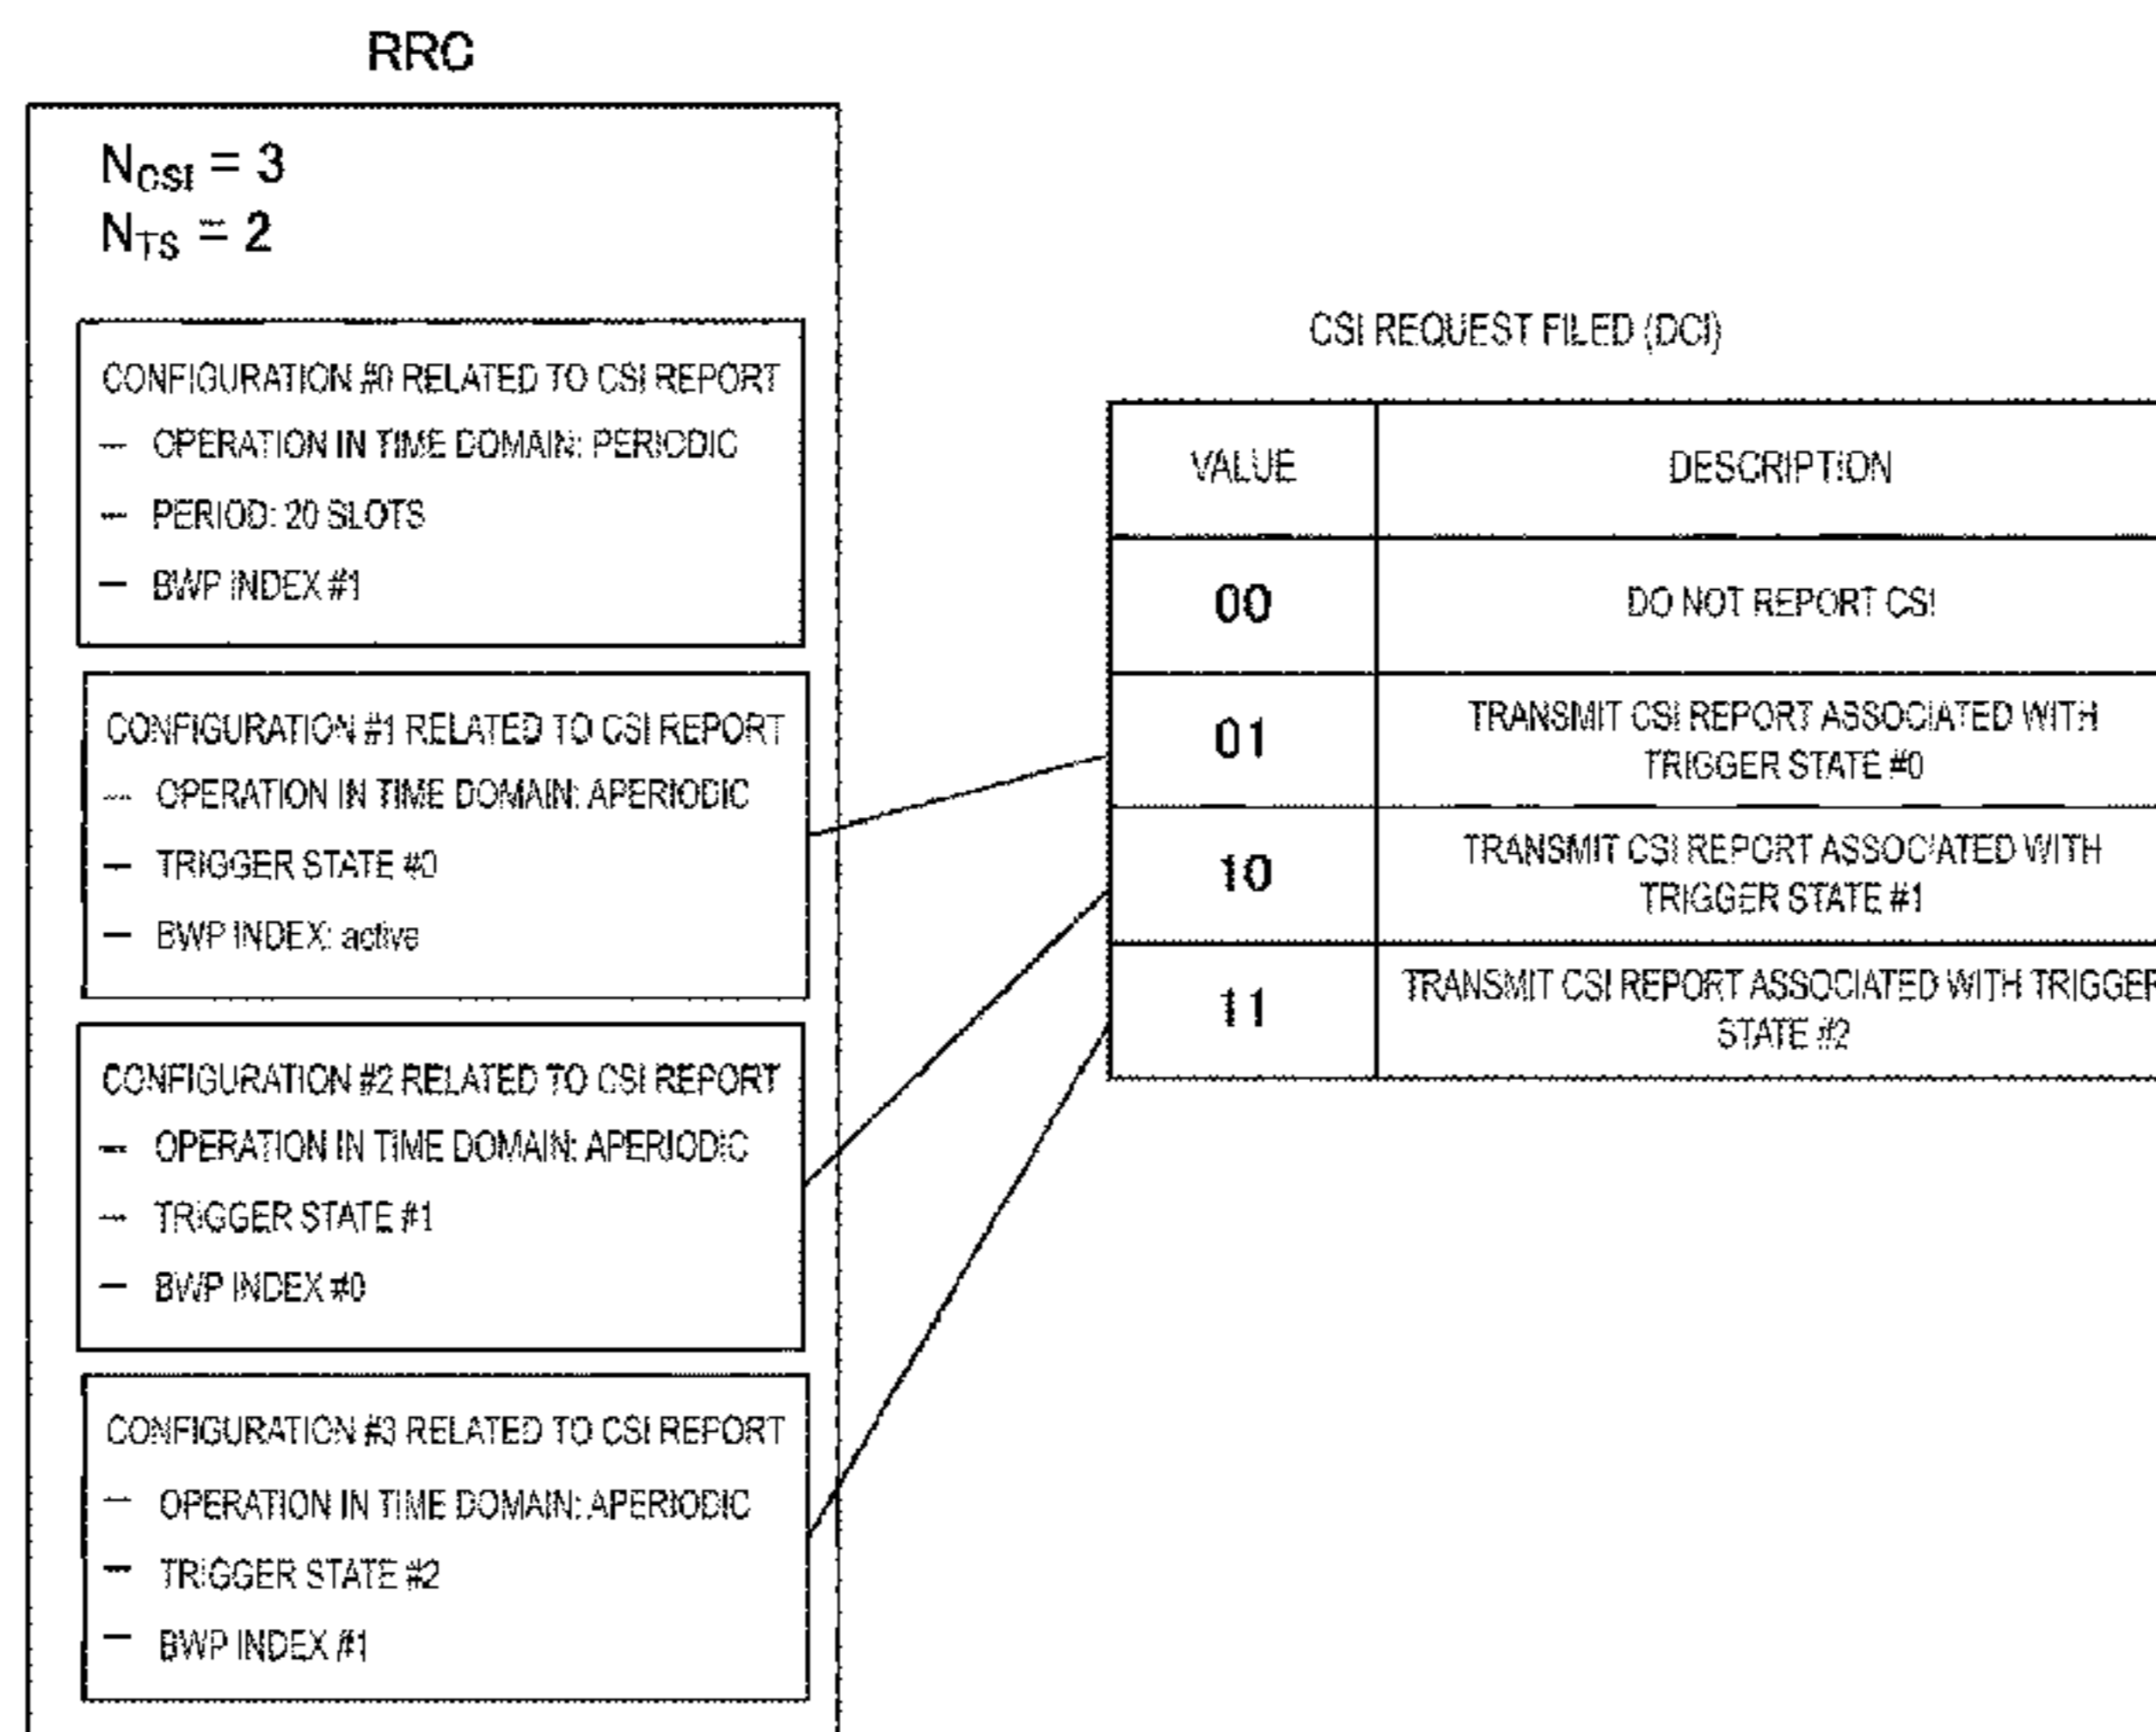 RRC
N_CSI = 3
N_TS = 2
CONFIGURATION #0 RELATED TO CSI REPORT
— OPERATION IN TIME DOMAIN: PERIODIC
— PERIOD: 20 SLOTS
— BWP INDEX #1
CONFIGURATION #1 RELATED TO CSI REPORT
— OPERATION IN TIME DOMAIN: APERIODIC
— TRIGGER STATE #0
— BWP INDEX: active
CONFIGURATION #2 RELATED TO CSI REPORT
— OPERATION IN TIME DOMAIN: APERIODIC
— TRIGGER STATE #1
— BWP INDEX #0
CONFIGURATION #3 RELATED TO CSI REPORT
— OPERATION IN TIME DOMAIN: APERIODIC
— TRIGGER STATE #2
— BWP INDEX #1
CSI REQUEST FILED (DCI)
VALUE DESCRIPTION
00 DO NOT REPORT CSI
01 TRANSMIT CSI REPORT ASSOCIATED WITH
TRIGGER STATE #0
10 TRANSMIT CSI REPORT ASSOCIATED WITH
TRIGGER STATE #1
11 TRANSMIT CSI REPORT ASSOCIATED WITH TRIGGER
STATE #2